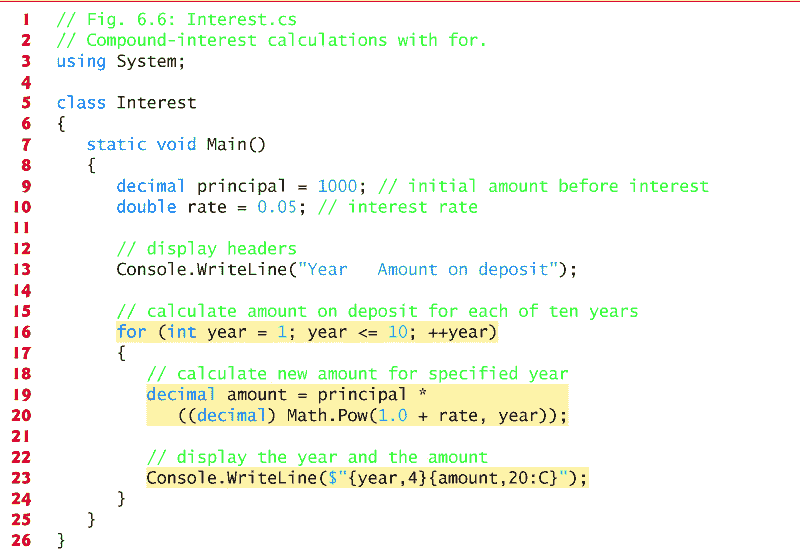 1 // Fig. 6.6: Interest.cs
2 // Compound-interest calculations with for.
3 using System;
4
5 class Interest
6 {
7    static void Main()
8    {
9       decimal principal = 1000; // initial amount before interest
10       double rate = 0.05; // interest rate
11
12       // display headers
13       Console.WriteLine("Year   Amount on deposit");
14
15       // calculate amount on deposit for each of ten years
16       for (int year = 1; year <= 10; ++year)
17       {
18          // calculate new amount for specified year
19          decimal amount = principal *
20             ((decimal) Math.Pow(1.0 + rate, year));
21
22          // display the year and the amount
23          Console.WriteLine($"{year,4}{amount,20:C}");
24       }
25    }
26 }